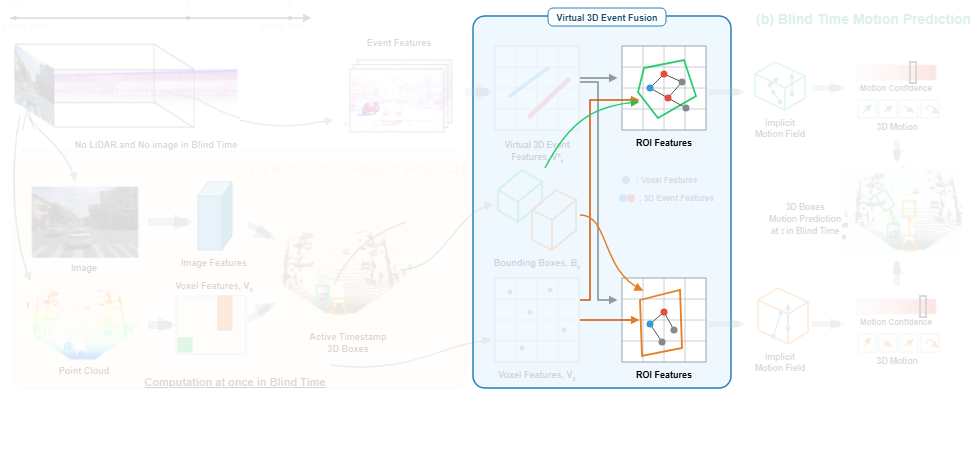 Virtual 3D Event Fusion
(b) Blind Time Motion Prediction
Event Features
No LiDAR and No image in Blind Time
Virtual 3D Event
Features,
ROI Features
: Voxel Features
: 3D Event Features
Implicit
Motion Field
Motion Confidence
3D Motion
3D Boxes
Motion Prediction
at t in Blind Time
Image
Image Features
Voxel Features, V
Point Cloud
Active Timestamp
3D Boxes
Computation at once in Blind Time
Bounding Boxes, B
Voxel Features, V
ROI Features
Implicit
Motion Field
Motion Confidence
3D Motion